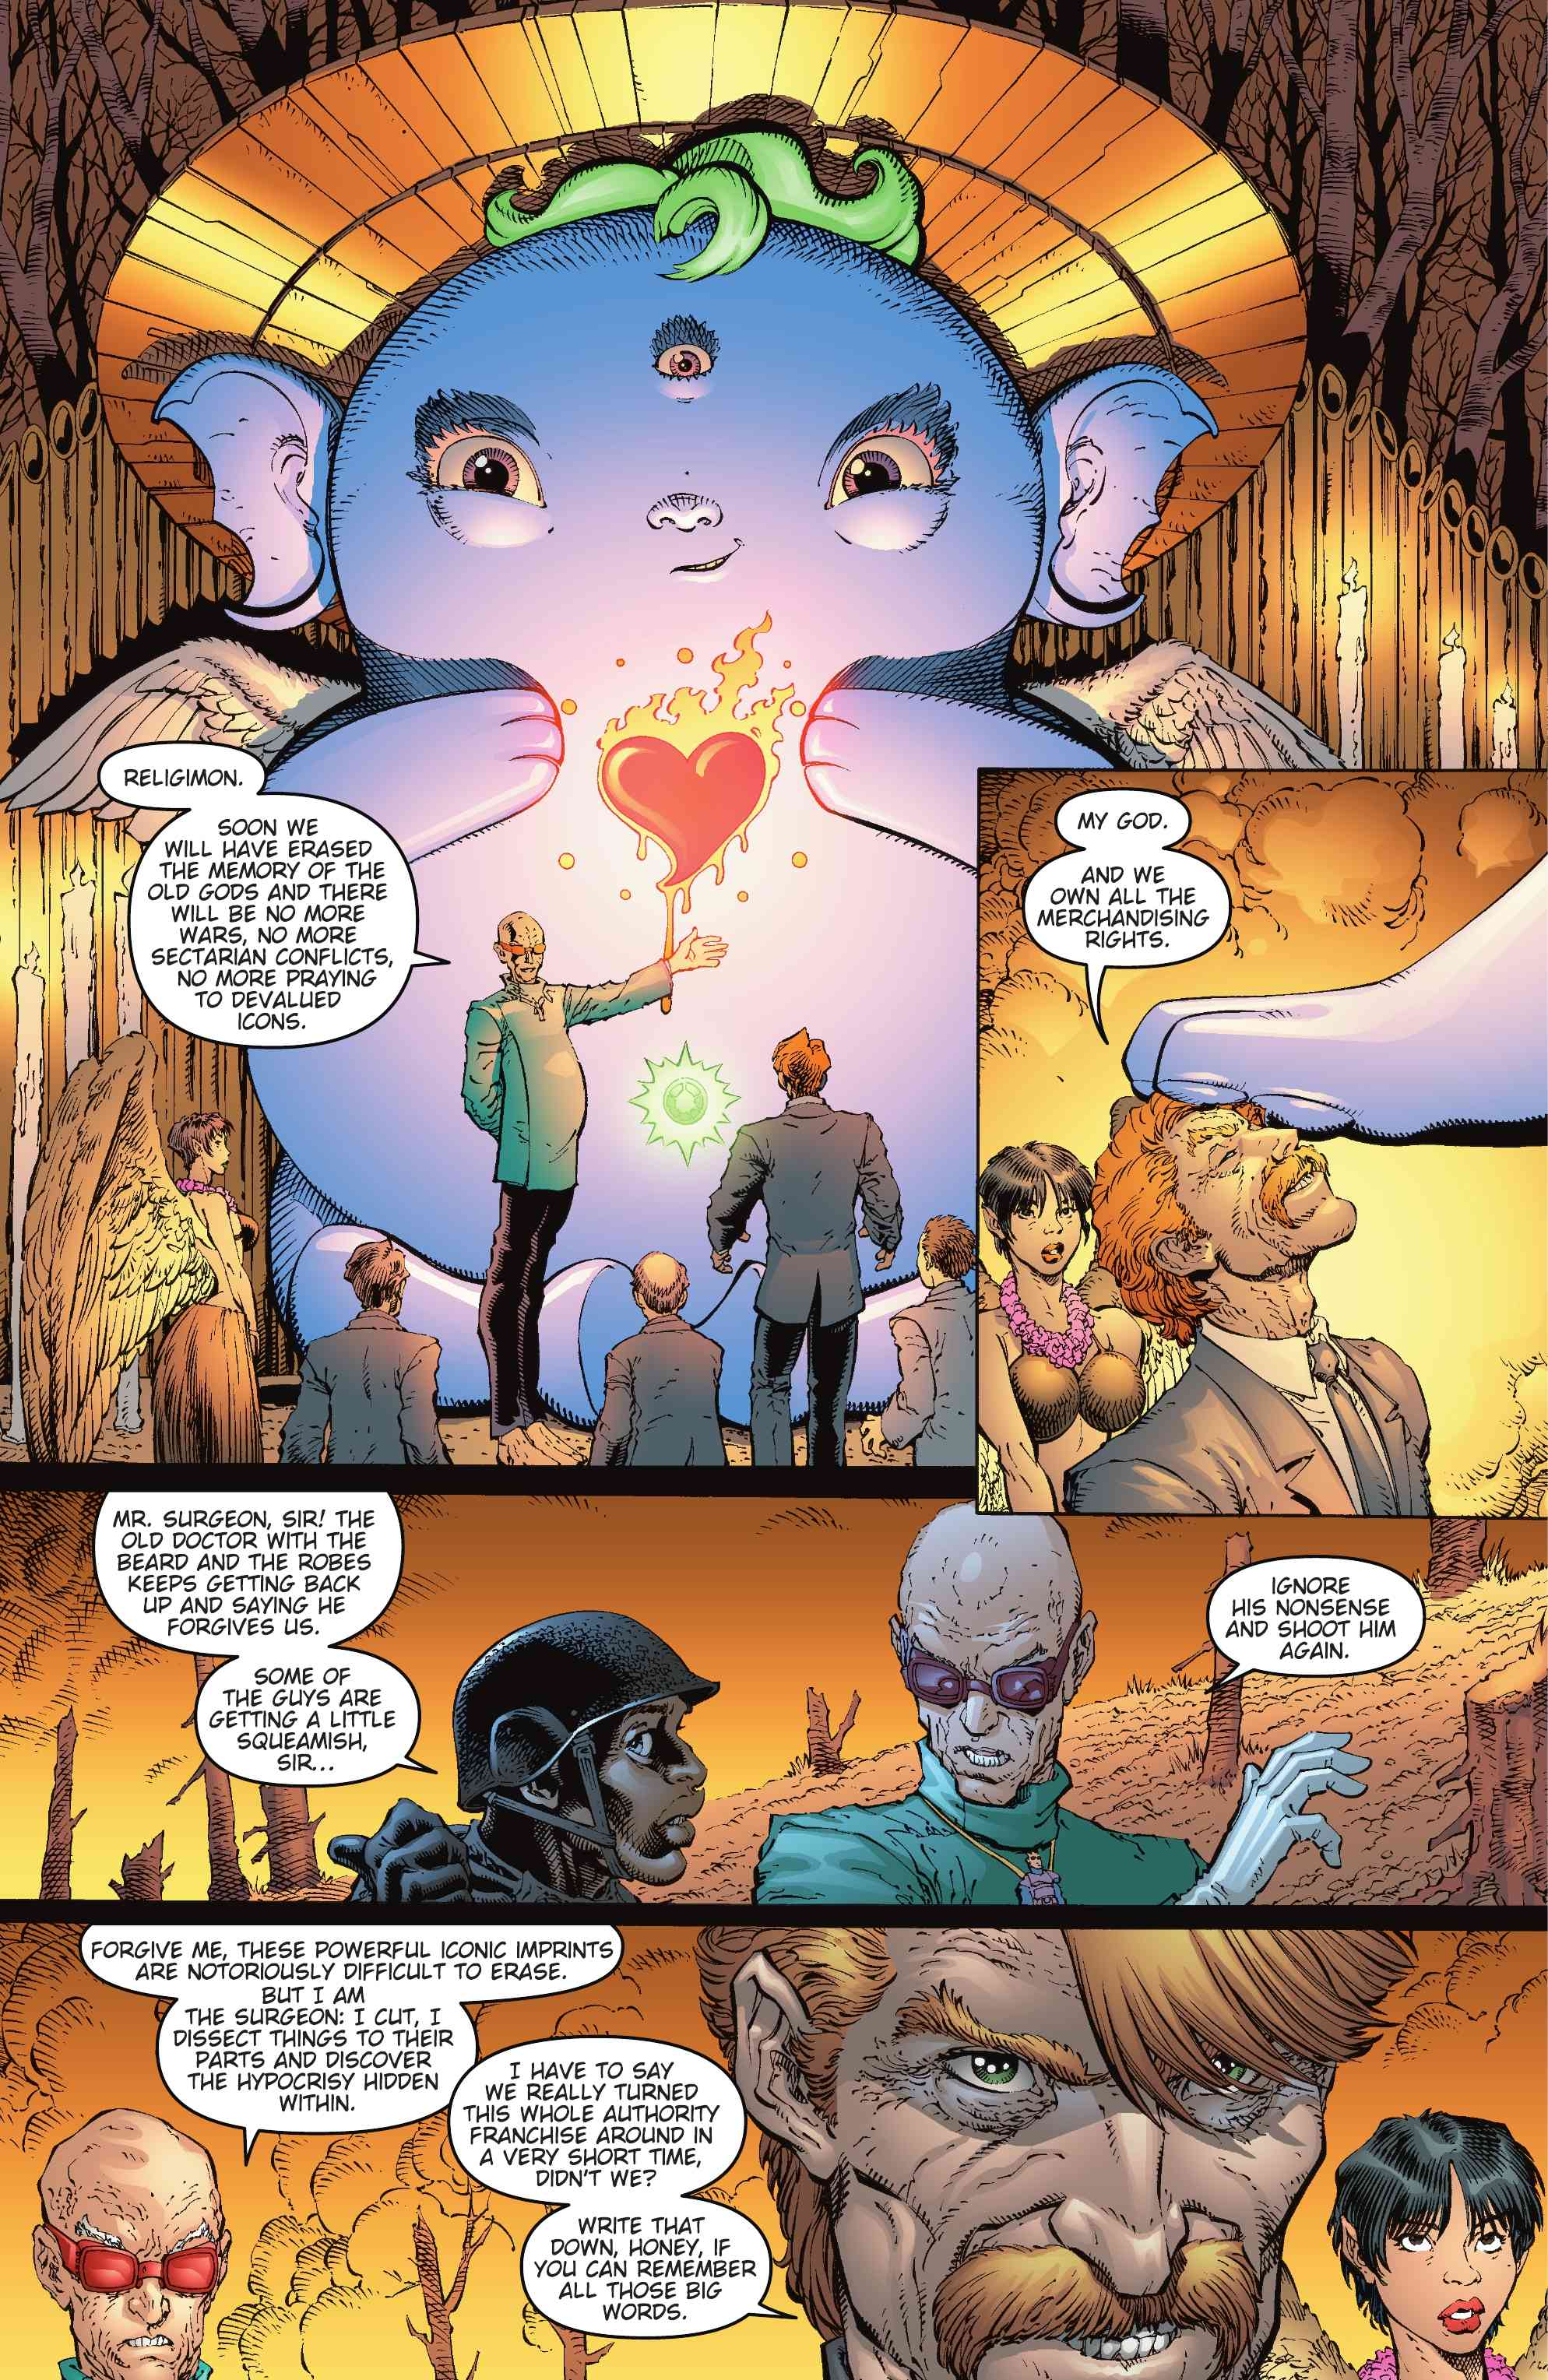 RELIGIMON.
SOON WE
WILL HAVE ERASED
THE MEMORY OF THE
OLD GODS AND THERE
WILL BE NO MORE
WARS, NO MORE
SECTARIAN CONFLICTS,
NO MORE PRAYING
TO DEVALUED
ICONS.
MY GOD.
AND WE
OWN ALL THE
MERCHANDISING
RIGHTS.
MR. SURGEON, SIR! THE
OLD DOCTOR WITH THE
BEARD AND THE ROBES
KEEPS GETTING BACK
UP AND SAYING HE
FORGIVES US.
SOME OF
THE GUYS ARE
GETTING A LITTLE
SQUEAMISH,
SIR...
IGNORE
HIS NONSENSE
AND SHOOT HIM
AGAIN.
FORGIVE ME, THESE POWERFUL ICONIC IMPRINTS
ARE NOTORIOUSLY DIFFICULT TO ERASE.
BUT I AM
THE SURGEON: I CUT, I
DISSECT THINGS TO THEIR
PARTS AND DISCOVER
THE HYPOCRISY HIDDEN
WITHIN.
I HAVE TO SAY
WE REALLY TURNED
THIS WHOLE AUTHORITY
FRANCHISE AROUND IN
A VERY SHORT TIME,
DIDN'T WE?
WRITE THAT
DOWN, HONEY, IF
YOU CAN REMEMBER
ALL THOSE BIG
WORDS.